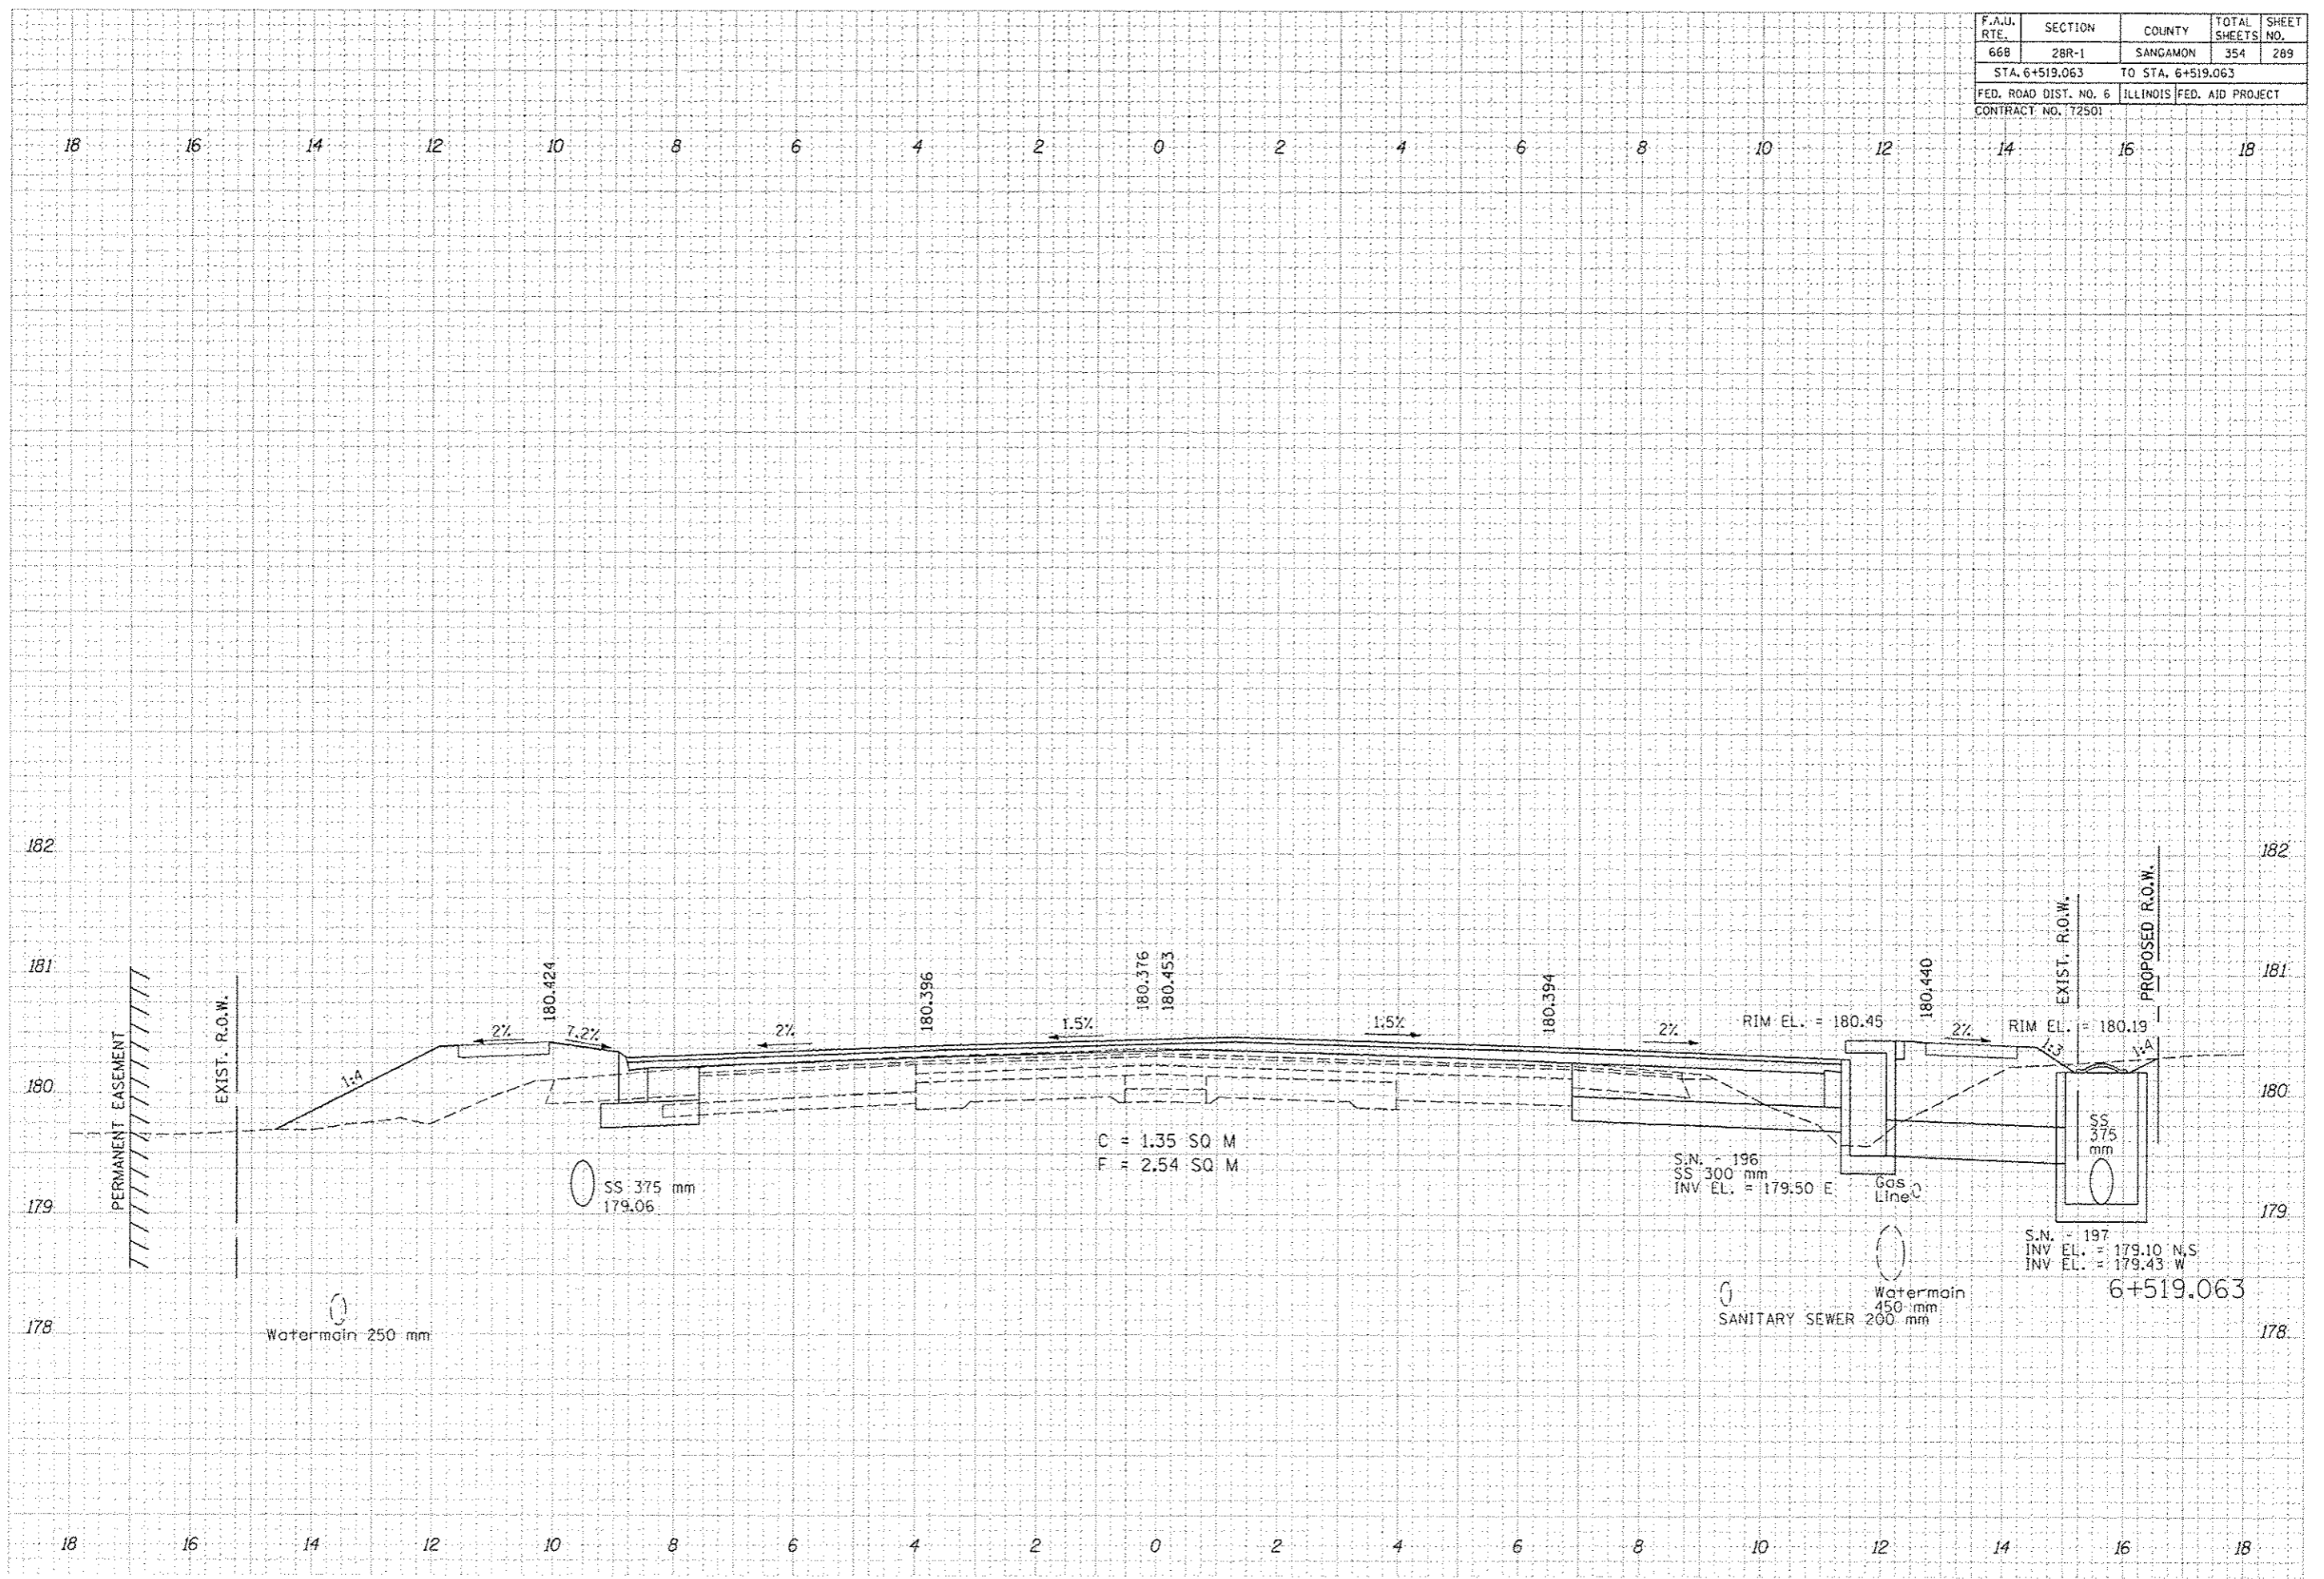 F.A.U. RTE. SECTION COUNTY TOTAL SHEETS SHEET NO.
668 28R-1 SANGAMON 354 289
STA. 6+519.063 TO STA. 6+519.063
FED. ROAD DIST. NO. 6 ILLINOIS FED. AID PROJECT
CONTRACT NO. 72501
18 16 14 12 10 8 6 4 2 0 2 4 6 8 10 12 14 16 18
182 182
181 181
180 180
179 179
178 178
PERMANENT EASEMENT
EXIST. R.O.W.
1:4
2%
180.424
7.2%
2%
180.396
1.5%
180.376
180.453
1.5%
180.394
2%
RIM EL. = 180.45
180.440
2%
RIM EL. = 180.19
1:3
EXIST. R.O.W.
1:4
PROPOSED R.O.W.
C = 1.35 SQ M
F = 2.54 SQ M
SS 375 mm
179.06
Watermain 250 mm
S.N. - 196
SS 300 mm
INV EL. = 179.50 E
Gas
Line
SS
375
mm
Watermain
450 mm
SANITARY SEWER 200 mm
S.N. - 197
INV EL. = 179.10 N,S
INV EL. = 179.43 W
6+519.063
18 16 14 12 10 8 6 4 2 0 2 4 6 8 10 12 14 16 18